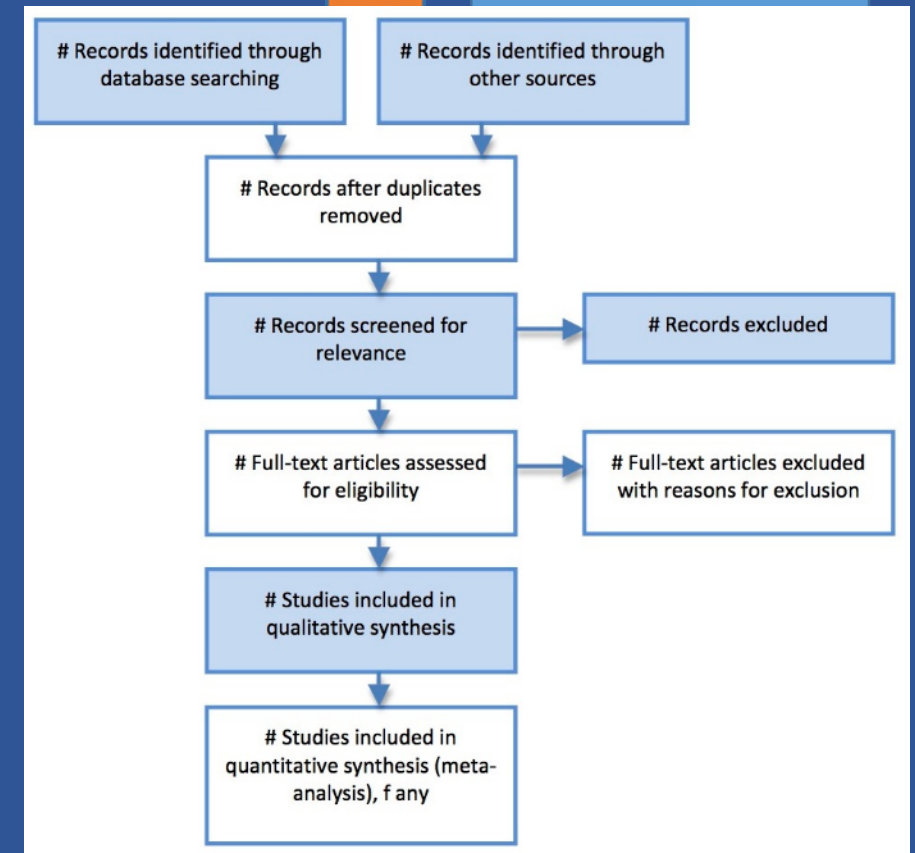 # Records identified through
database searching
# Records identified through
other sources
# Records after duplicates
removed
# Records screened for
relevance
# Records excluded
# Full-text articles assessed
for eligibility
# Full-text articles excluded
with reasons for exclusion
# Studies included in
qualitative synthesis
# Studies included in
quantitative synthesis (meta-
analysis), f any